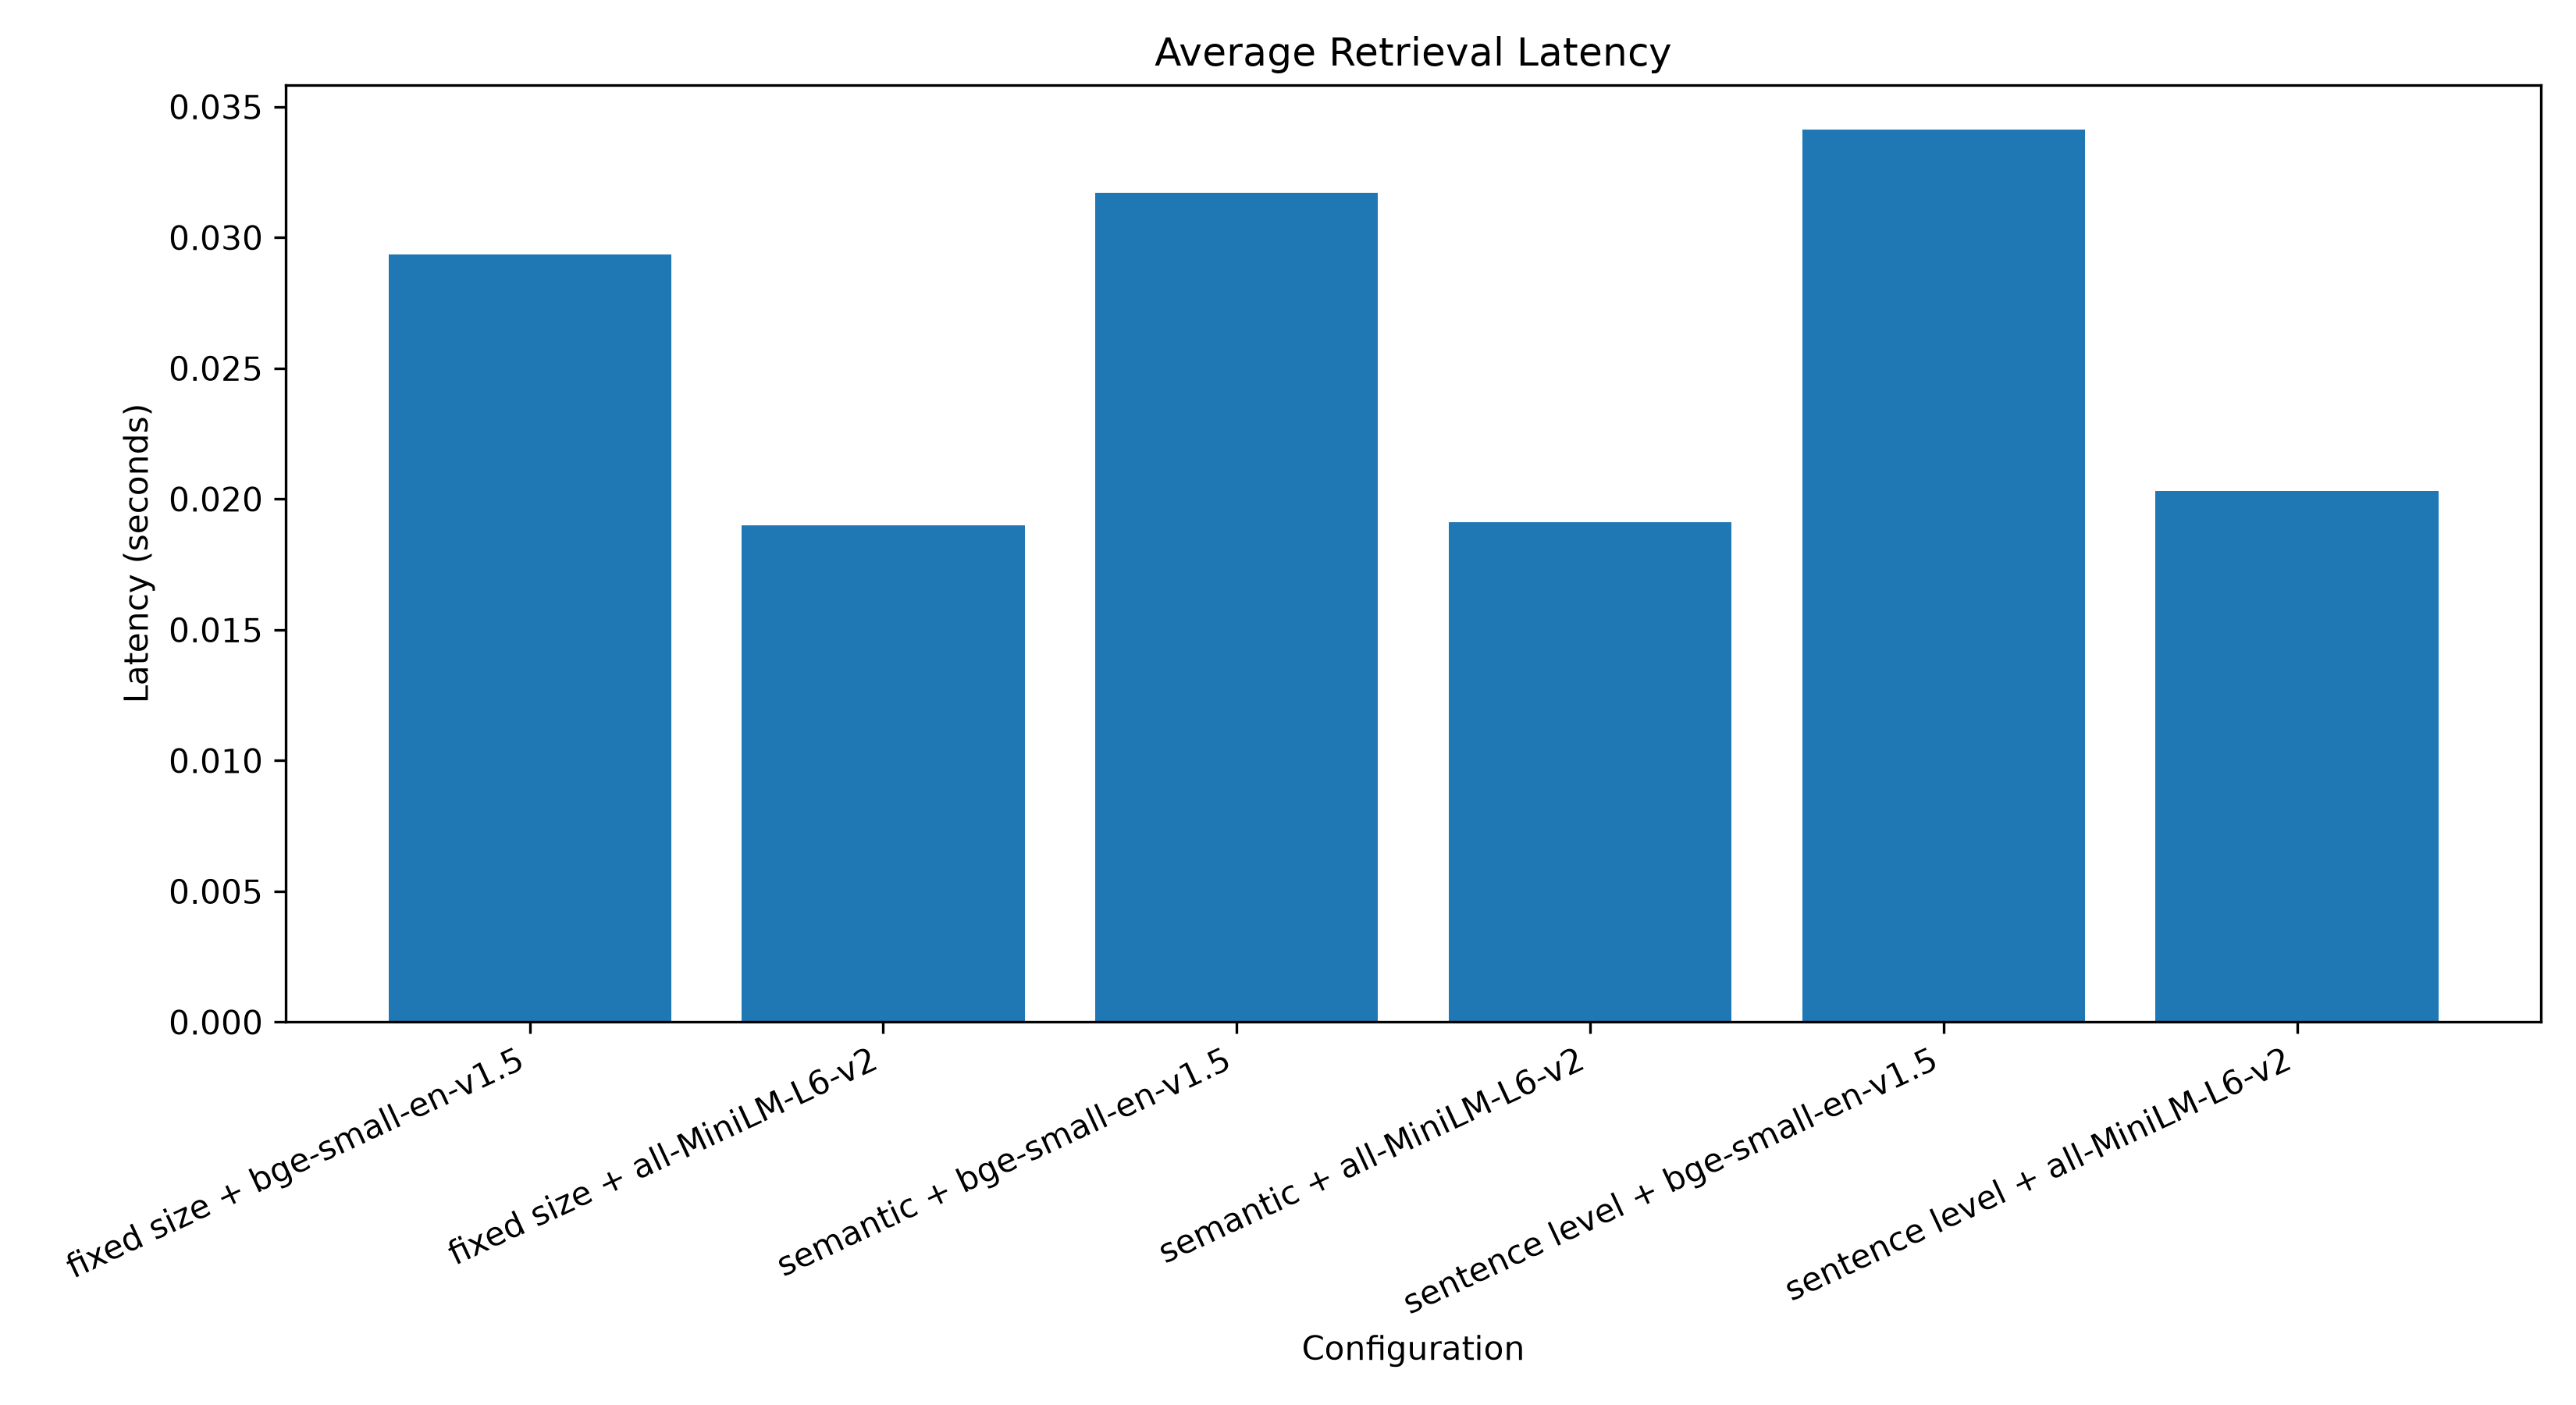 Average Retrieval Latency
0.035
0.030
0.025
0.020
0.015
0.010
0.005
0.000
Latency (seconds)
fixed size + bge-small-en-v1.5
fixed size + all-MiniLM-L6-v2
semantic + bge-small-en-v1.5
semantic + all-MiniLM-L6-v2
sentence level + bge-small-en-v1.5
sentence level + all-MiniLM-L6-v2
Configuration